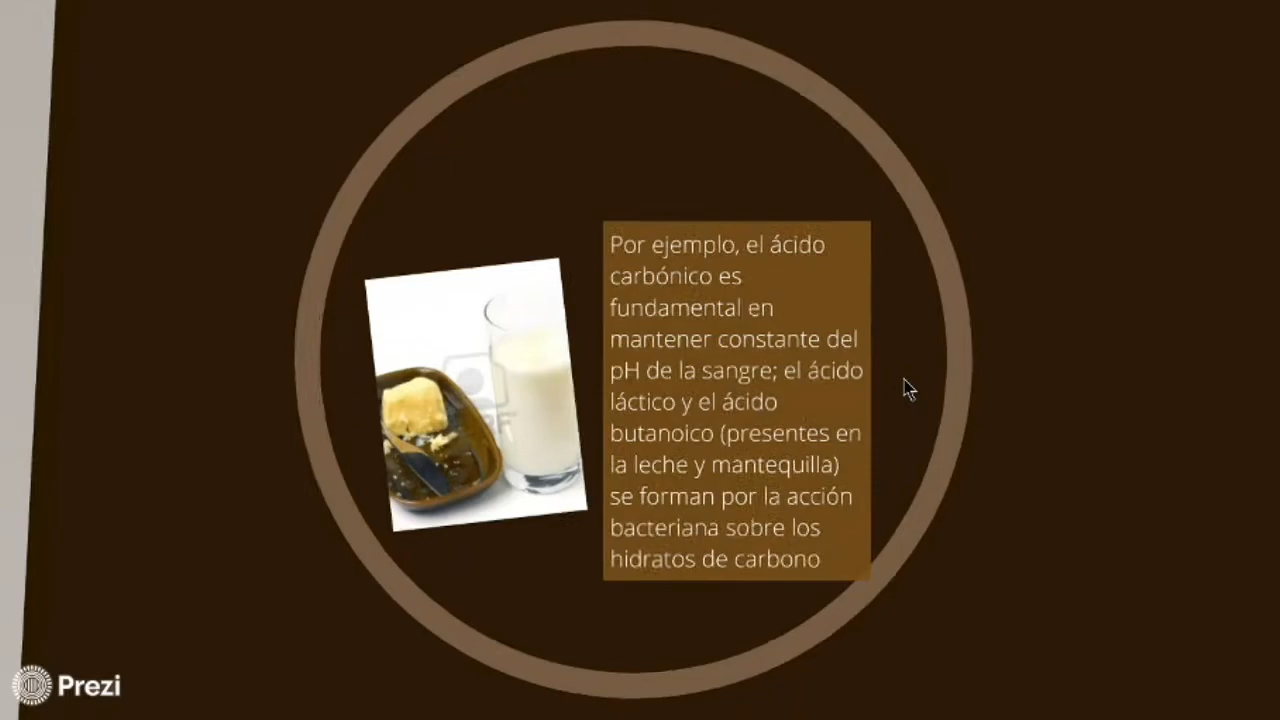 Por ejemplo, el ácido
carbónico es
fundamental en
mantener constante del
pH de la sangre; el ácido
láctico y el ácido
butanoico (presentes en
la leche y mantequilla)
se forman por la acción
bacteriana sobre los
hidratos de carbono
Prezi